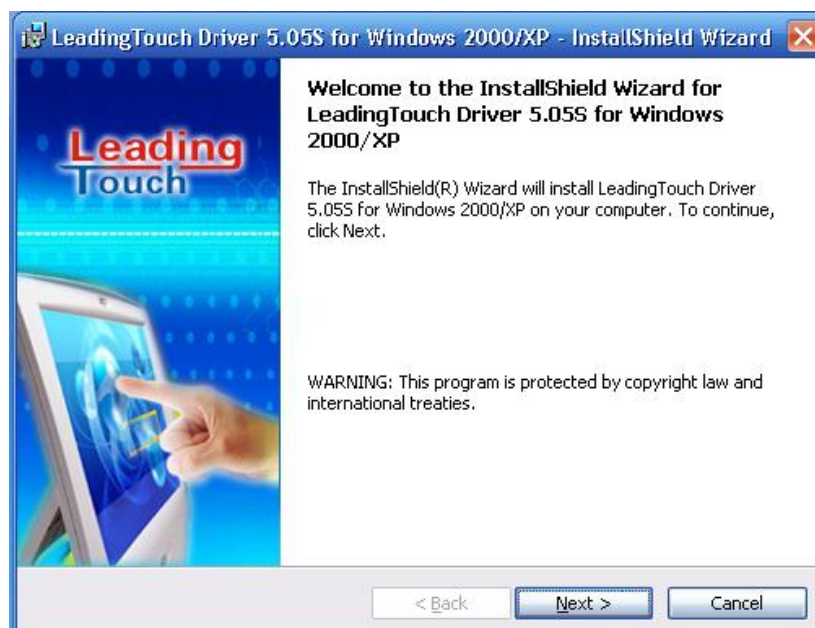 LeadingTouch Driver 5.05S for Windows 2000/XP - InstallShield Wizard
Leading
Touch
Welcome to the InstallShield Wizard for
LeadingTouch Driver 5.05S for Windows
2000/XP
The InstallShield(R) Wizard will install LeadingTouch Driver
5.05S for Windows 2000/XP on your computer. To continue,
click Next.
WARNING: This program is protected by copyright law and
international treaties.
< Back
Next >
Cancel